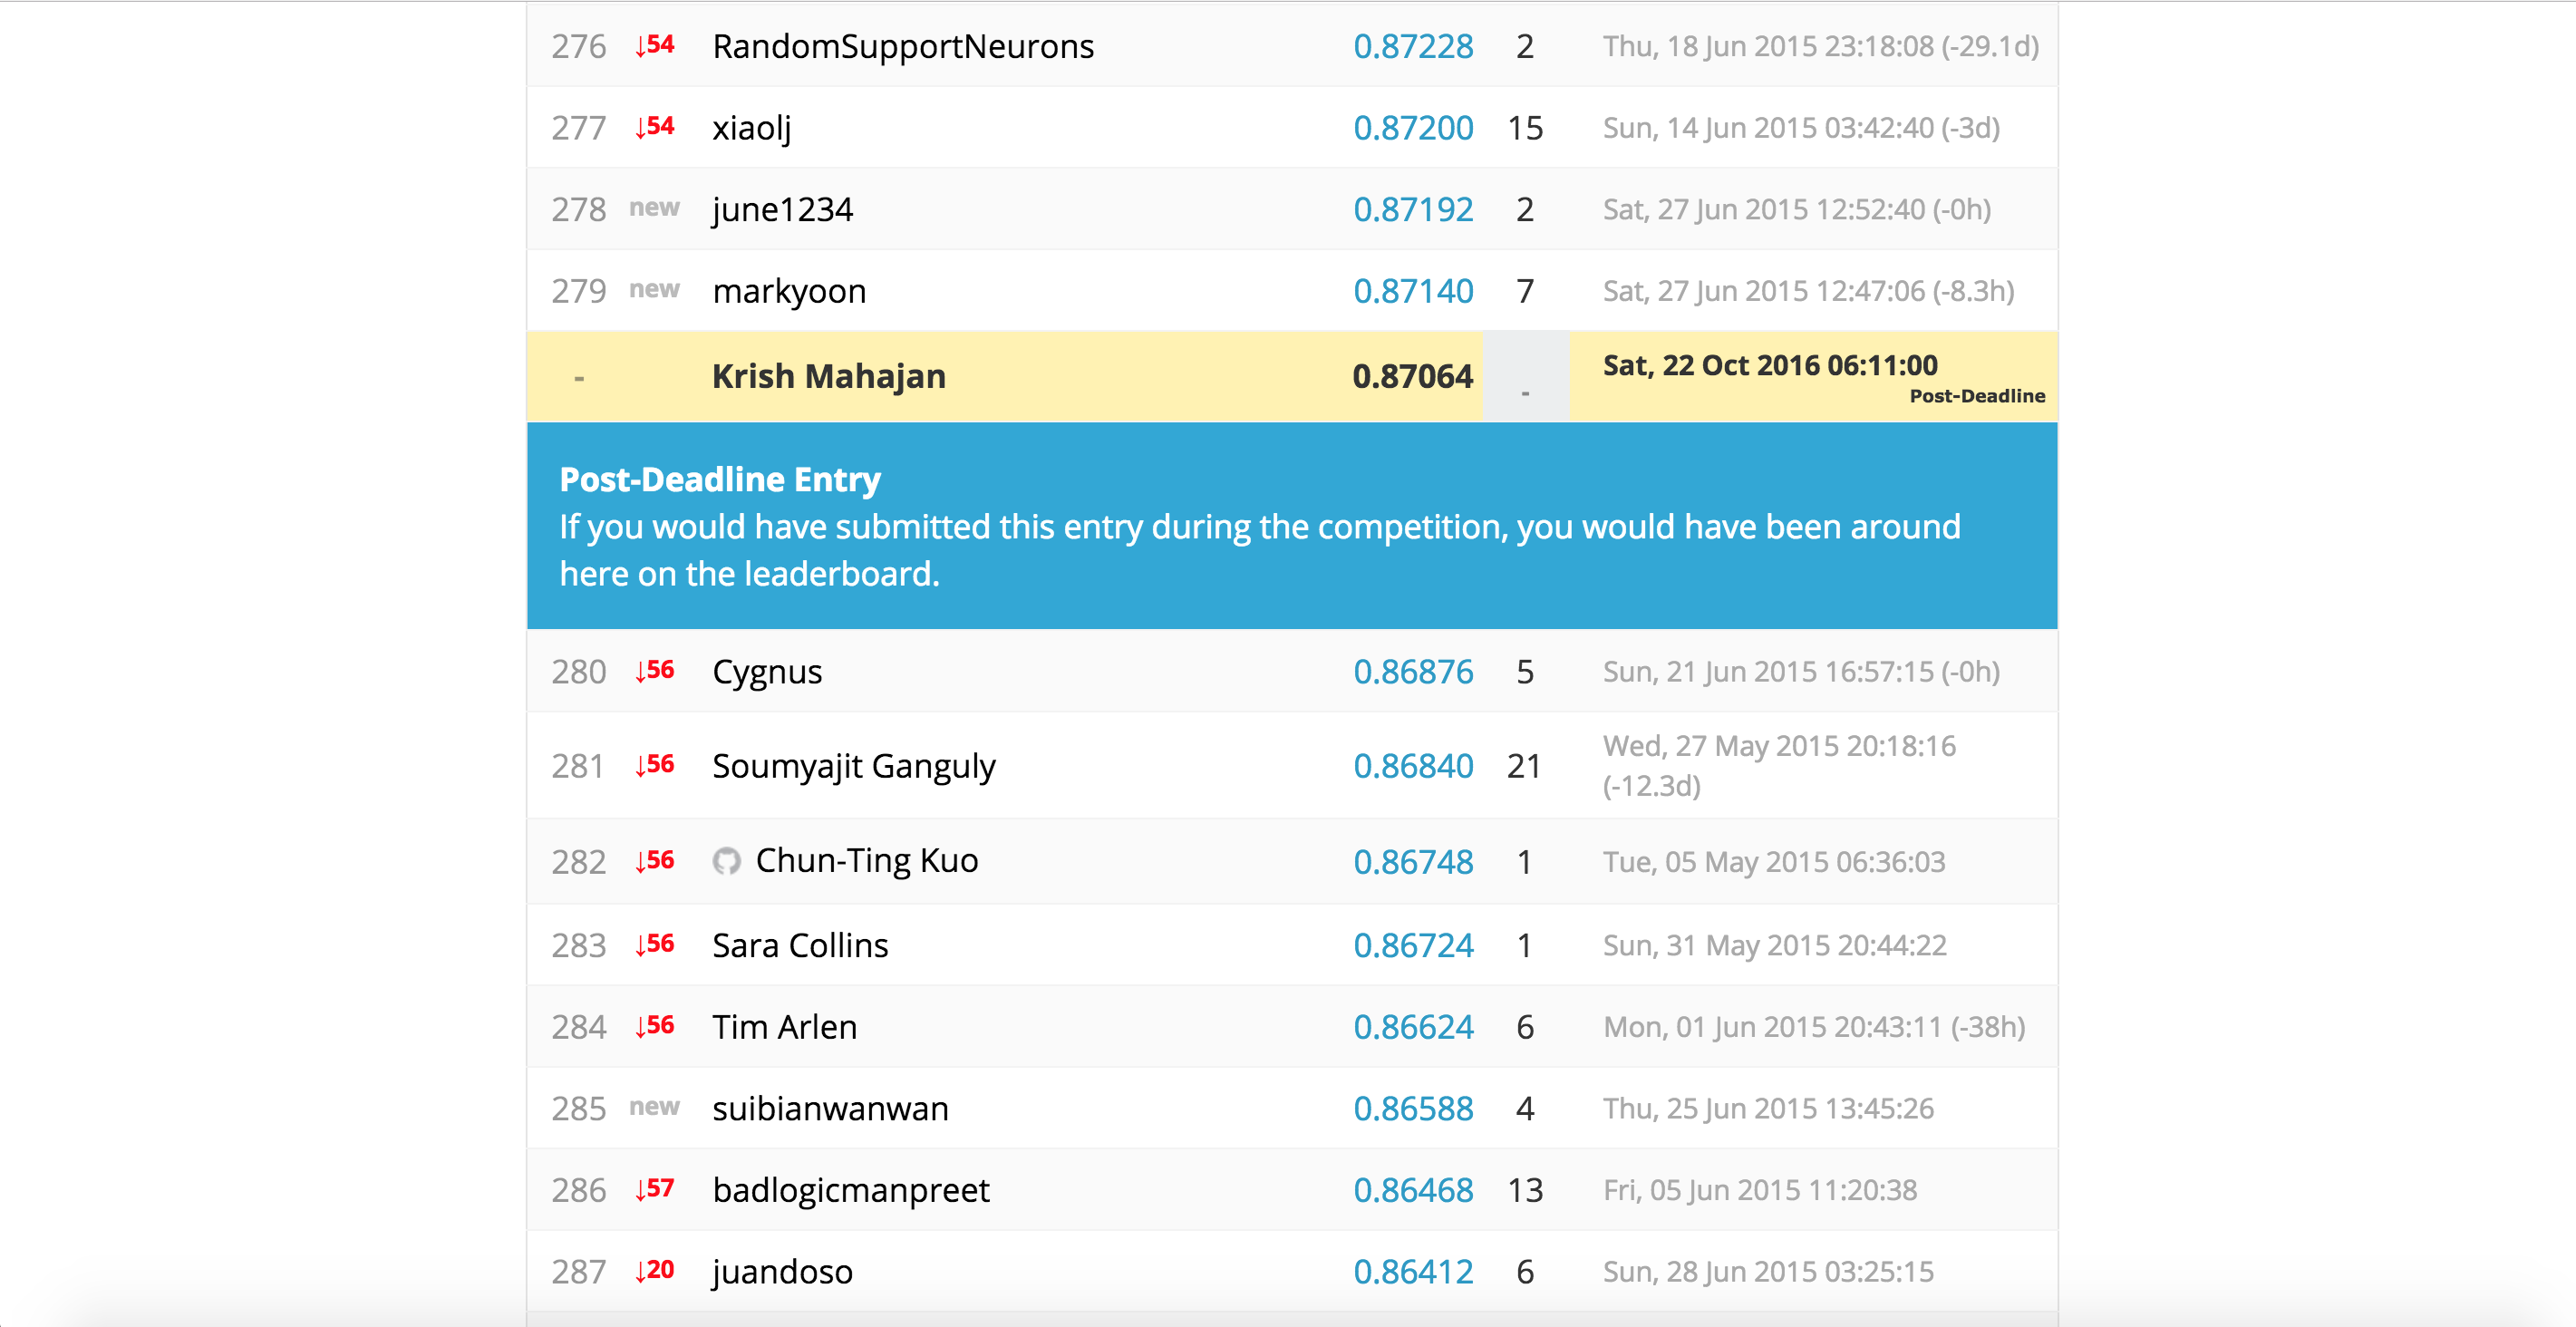 276 ↓54 RandomSupportNeurons 0.87228 2 Thu, 18 Jun 2015 23:18:08 (-29.1d)
277 ↓54 xiaolj 0.87200 15 Sun, 14 Jun 2015 03:42:40 (-3d)
278 new june1234 0.87192 2 Sat, 27 Jun 2015 12:52:40 (-0h)
279 new markyoon 0.87140 7 Sat, 27 Jun 2015 12:47:06 (-8.3h)
- Krish Mahajan 0.87064 - Sat, 22 Oct 2016 06:11:00
Post-Deadline
Post-Deadline Entry
If you would have submitted this entry during the competition, you would have been around
here on the leaderboard.
280 ↓56 Cygnus 0.86876 5 Sun, 21 Jun 2015 16:57:15 (-0h)
281 ↓56 Soumyajit Ganguly 0.86840 21 Wed, 27 May 2015 20:18:16
(-12.3d)
282 ↓56 Chun-Ting Kuo 0.86748 1 Tue, 05 May 2015 06:36:03
283 ↓56 Sara Collins 0.86724 1 Sun, 31 May 2015 20:44:22
284 ↓56 Tim Arlen 0.86624 6 Mon, 01 Jun 2015 20:43:11 (-38h)
285 new suibianwanwan 0.86588 4 Thu, 25 Jun 2015 13:45:26
286 ↓57 badlogicmanpreet 0.86468 13 Fri, 05 Jun 2015 11:20:38
287 ↓20 juandoso 0.86412 6 Sun, 28 Jun 2015 03:25:15